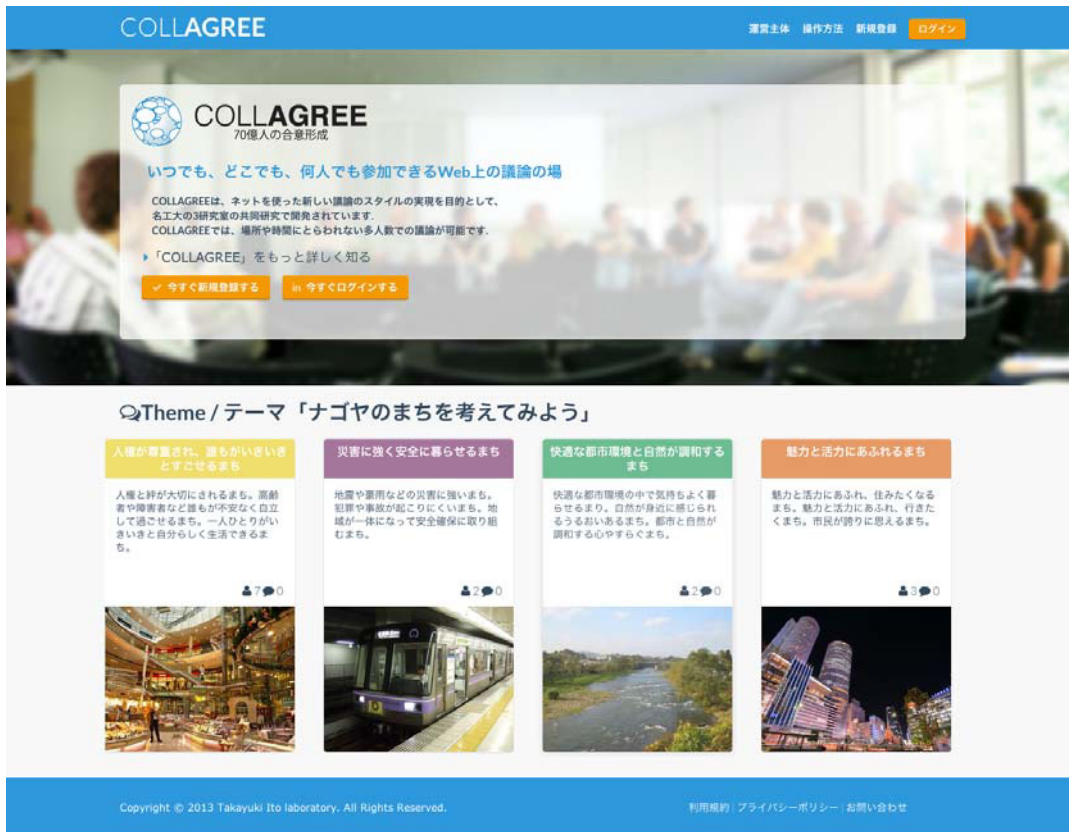 COLLAGREE
運営主体 操作方法 新規登録 ログイン
COLLAGREE
70億人の合意形成
いつでも、どこでも、何人でも参加できるWeb上の議論の場
COLLAGREEは、ネットを使った新しい議論のスタイルの実現を目的として、
名工大の3研究室の共同研究で開発されています.
COLLAGREEでは、場所や時間にとらわれない多人数での議論が可能です.
「COLLAGREE」をもっと詳しく知る
今すぐ新規登録する in 今すぐログインする
Theme / テーマ「ナゴヤのまちを考えてみよう」
人権が尊重され、誰もがいきいき
とすごせるまち
人権と絆が大切にされるまち。高齢
者や障害者など誰もが不安なく自立
して過ごせるまち。一人ひとりがい
きいきと自分らしく生活できるま
ち。
7 0
災害に強く安全に暮らせるまち
地震や豪雨などの災害に強いまち。
犯罪や事故が起こりにくいまち。地
域が一体になって安全確保に取り組
むまち。
2 0
快適な都市環境と自然が調和する
まち
快適な都市環境の中で気持ちよく暮
らせるまり。自然が身近に感じられ
るうるおいあるまち。都市と自然が
調和する心やすらぐまち。
2 0
魅力と活力にあふれるまち
魅力と活力にあふれ、住みたくなる
まち。魅力と活力にあふれ、行きた
くまち。市民が誇りに思えるまち。
3 0
Copyright © 2013 Takayuki Ito laboratory. All Rights Reserved.
利用規約 | プライバシーポリシー | お問い合わせ